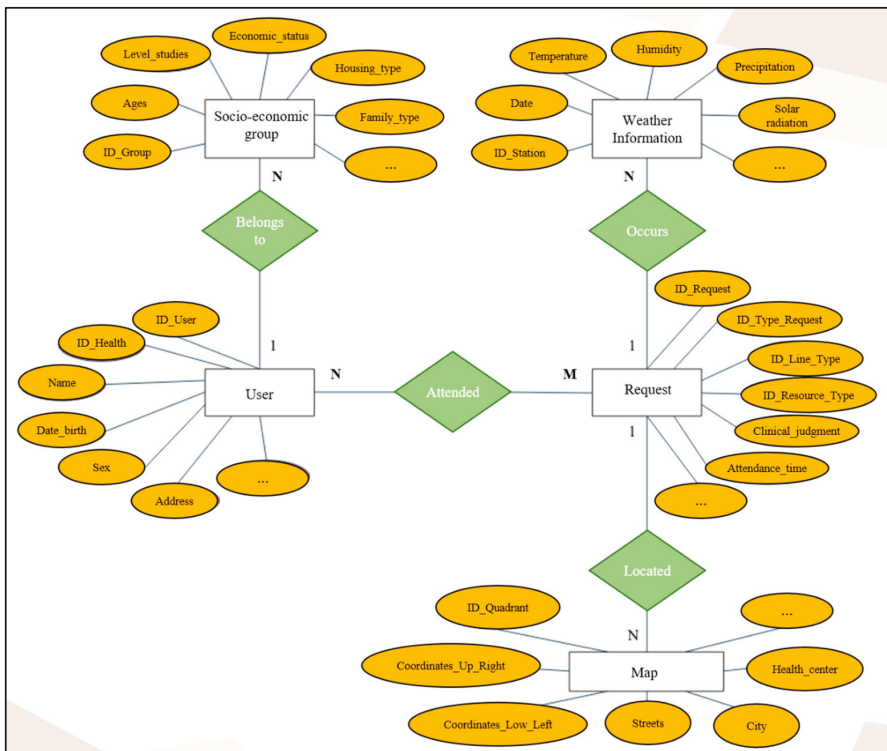 Economic_status
Level_studies
Housing_type
Ages
Family_type
ID_Group
...
Socio-economic
group
Humidity
Temperature
Precipitation
Date
Solar
radiation
ID_Station
...
Weather
Information
N
N
Belongs
to
Occurs
ID_Request
ID_User
ID_Health
ID_Type_Request
1
1
ID_Line_Type
Name
N
Attended
M
User
Request
ID_Resource_Type
Date_birth
1
Clinical_judgment
Sex
Attendance_time
...
Address
...
Located
ID_Quadrant
...
N
Coordinates_Up_Right
Map
Health_center
Coordinates_Low_Left
Streets
City